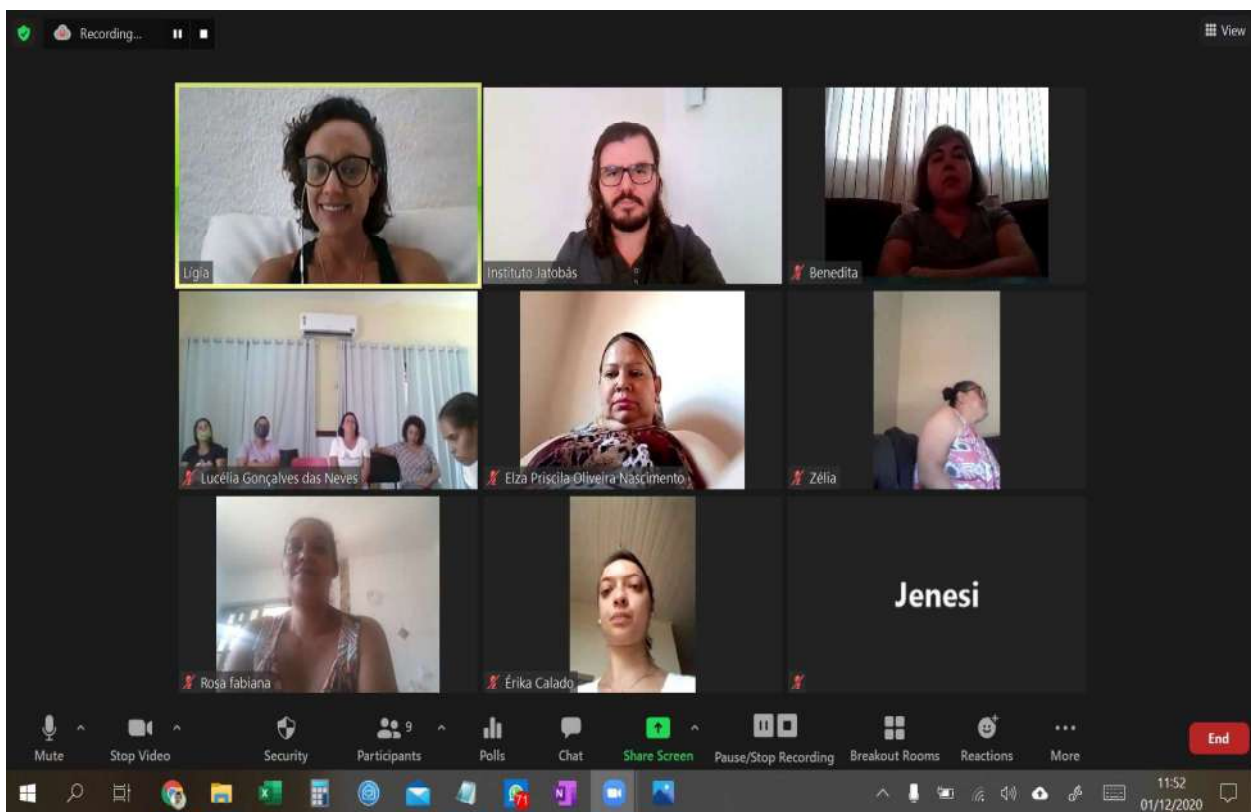 Recording...
View
Lígia
Instituto Jatobás
Benedita
Lucélia Gonçalves das Neves
Elza Priscila Oliveira Nascimento
Zélia
Rosa fabiana
Érika Calado
Jenesi
9
Mute
Stop Video
Security
Participants
Polls
Chat
Share Screen
Pause/Stop Recording
Breakout Rooms
Reactions
More
End
71
11:52
01/12/2020